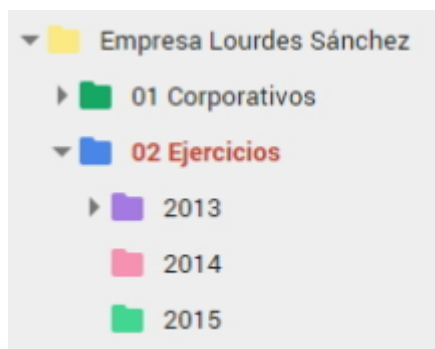 Empresa Lourdes Sánchez
01 Corporativos
02 Ejercicios
2013
2014
2015